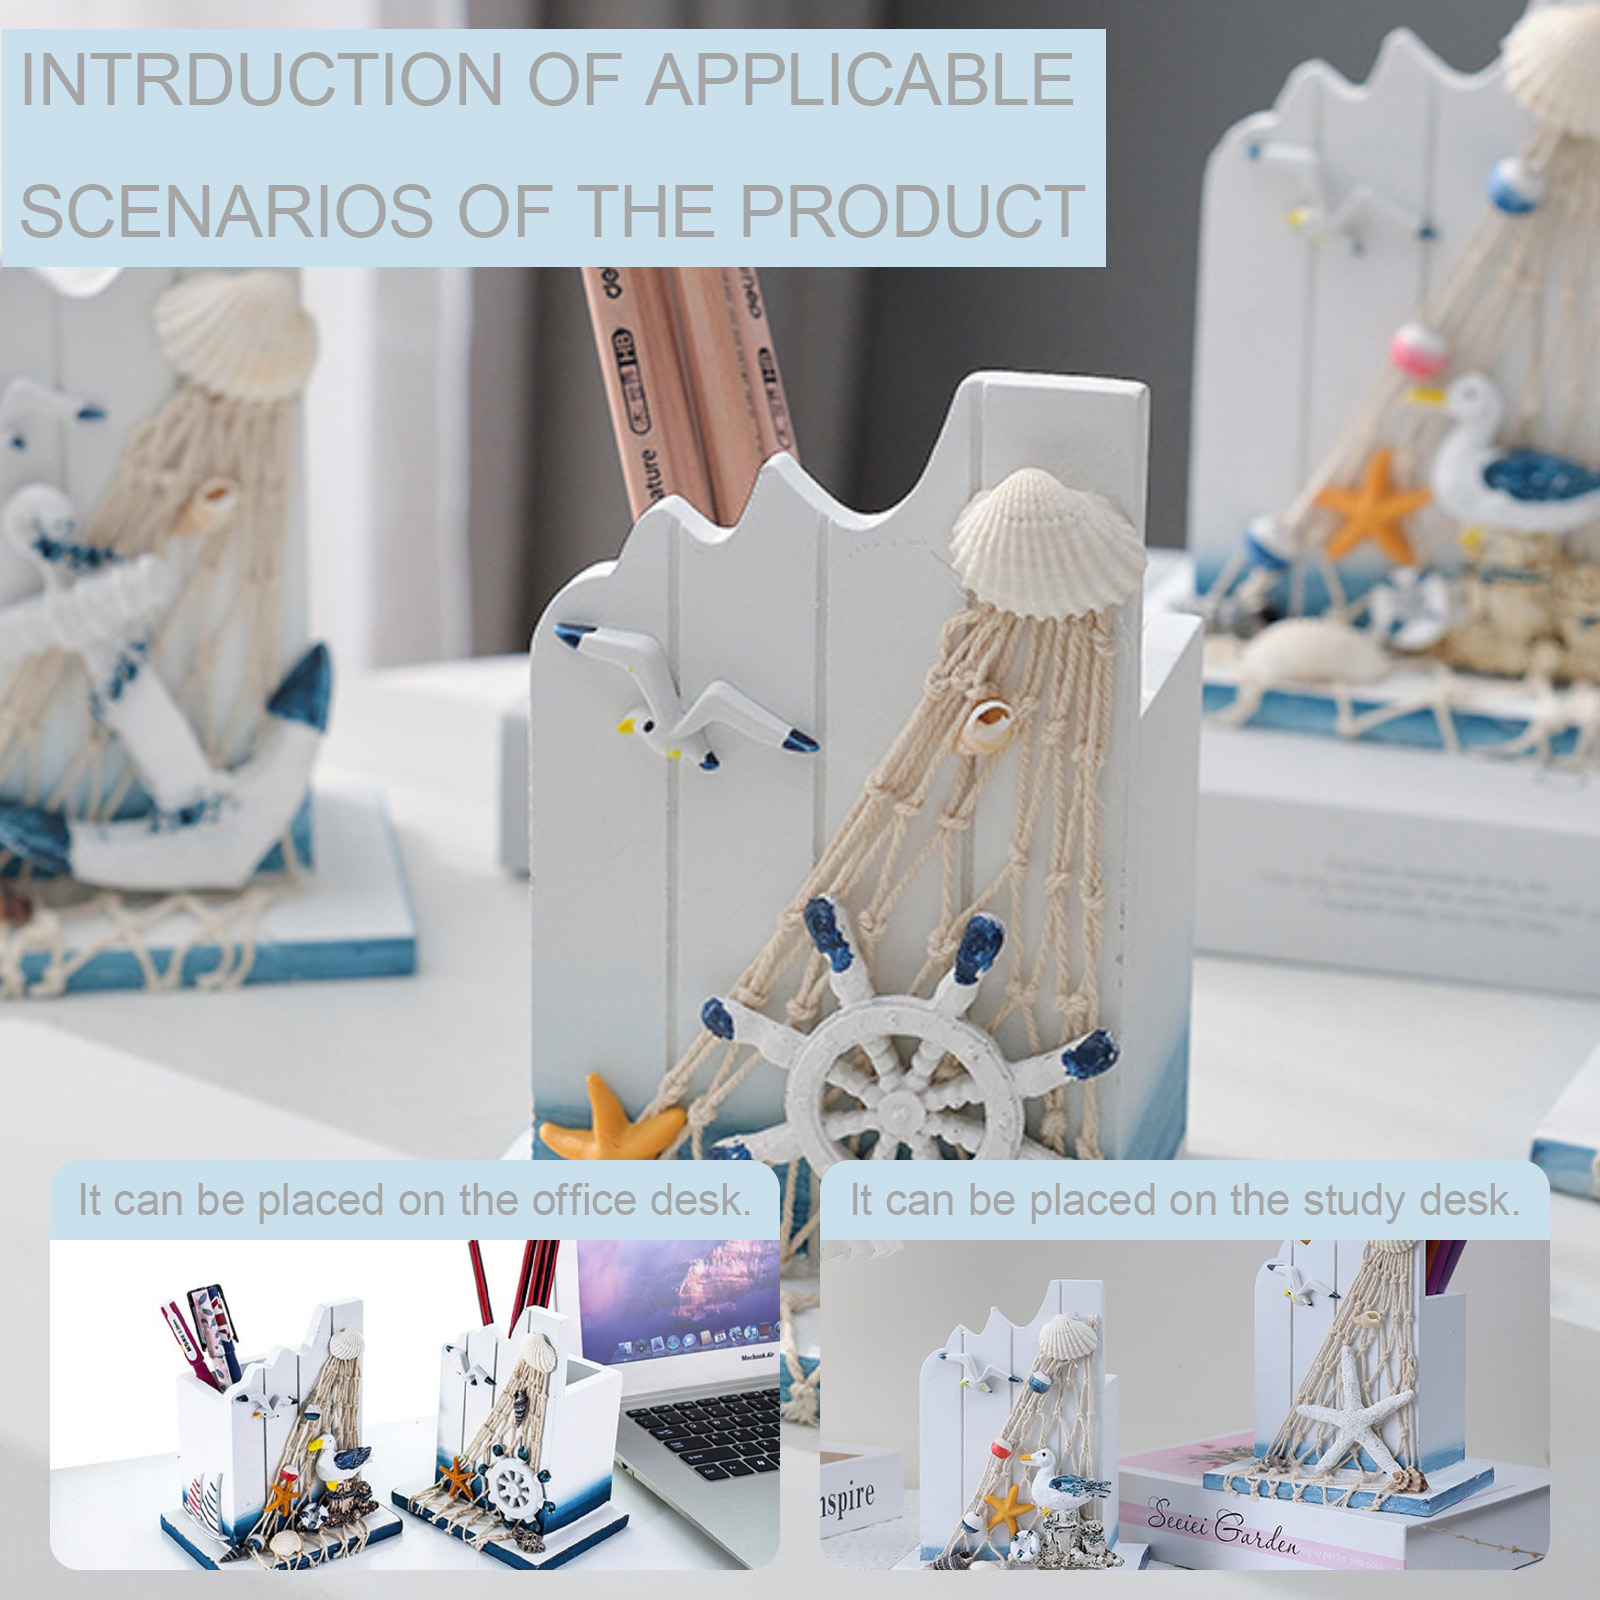 INTRDUCTION OF APPLICABLE
SCENARIOS OF THE PRODUCT
HB
ature
It can be placed on the office desk.
It can be placed on the study desk.
Macbook Air
nspire
Seeiei Garden